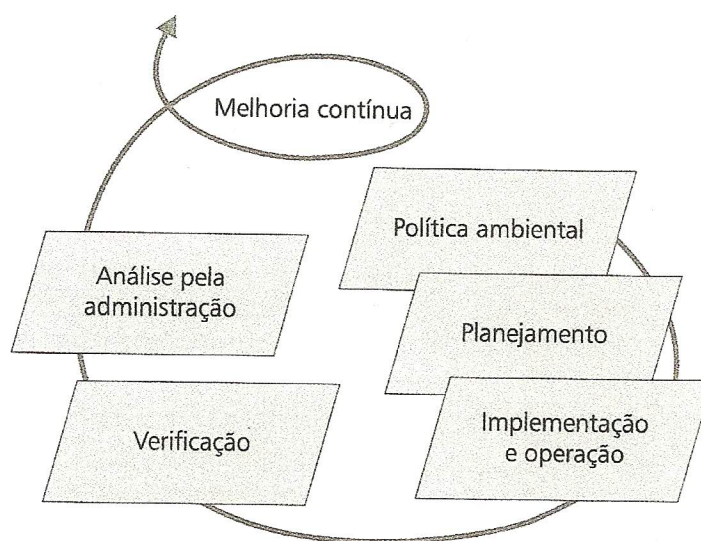 Melhoria contínua
Política ambiental
Planejamento
Implementação
e operação
Verificação
Análise pela
administração